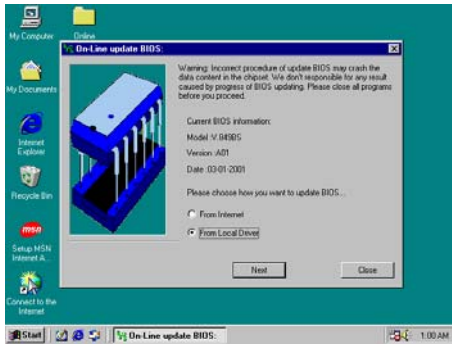 My Computer
Online
My Documents
Internet
Explorer
Recycle Bin
msn
Setup MSN
Internet A...
Connect to the
Internet
On-Line update BIOS:
Warning: Incorrect procedure of update BIOS may crash the
data content in the chipset. We don't responsible for any result
caused by progress of BIOS updating. Please close all programs
before you proceed.
Current BIOS information:
Model :V.849BS
Version :A01
Date :03-01-2001
Please choose how you want to update BIOS...
From Internet
From Local Driver
Next
Close
Start
On-Line update BIOS:
1:00 AM